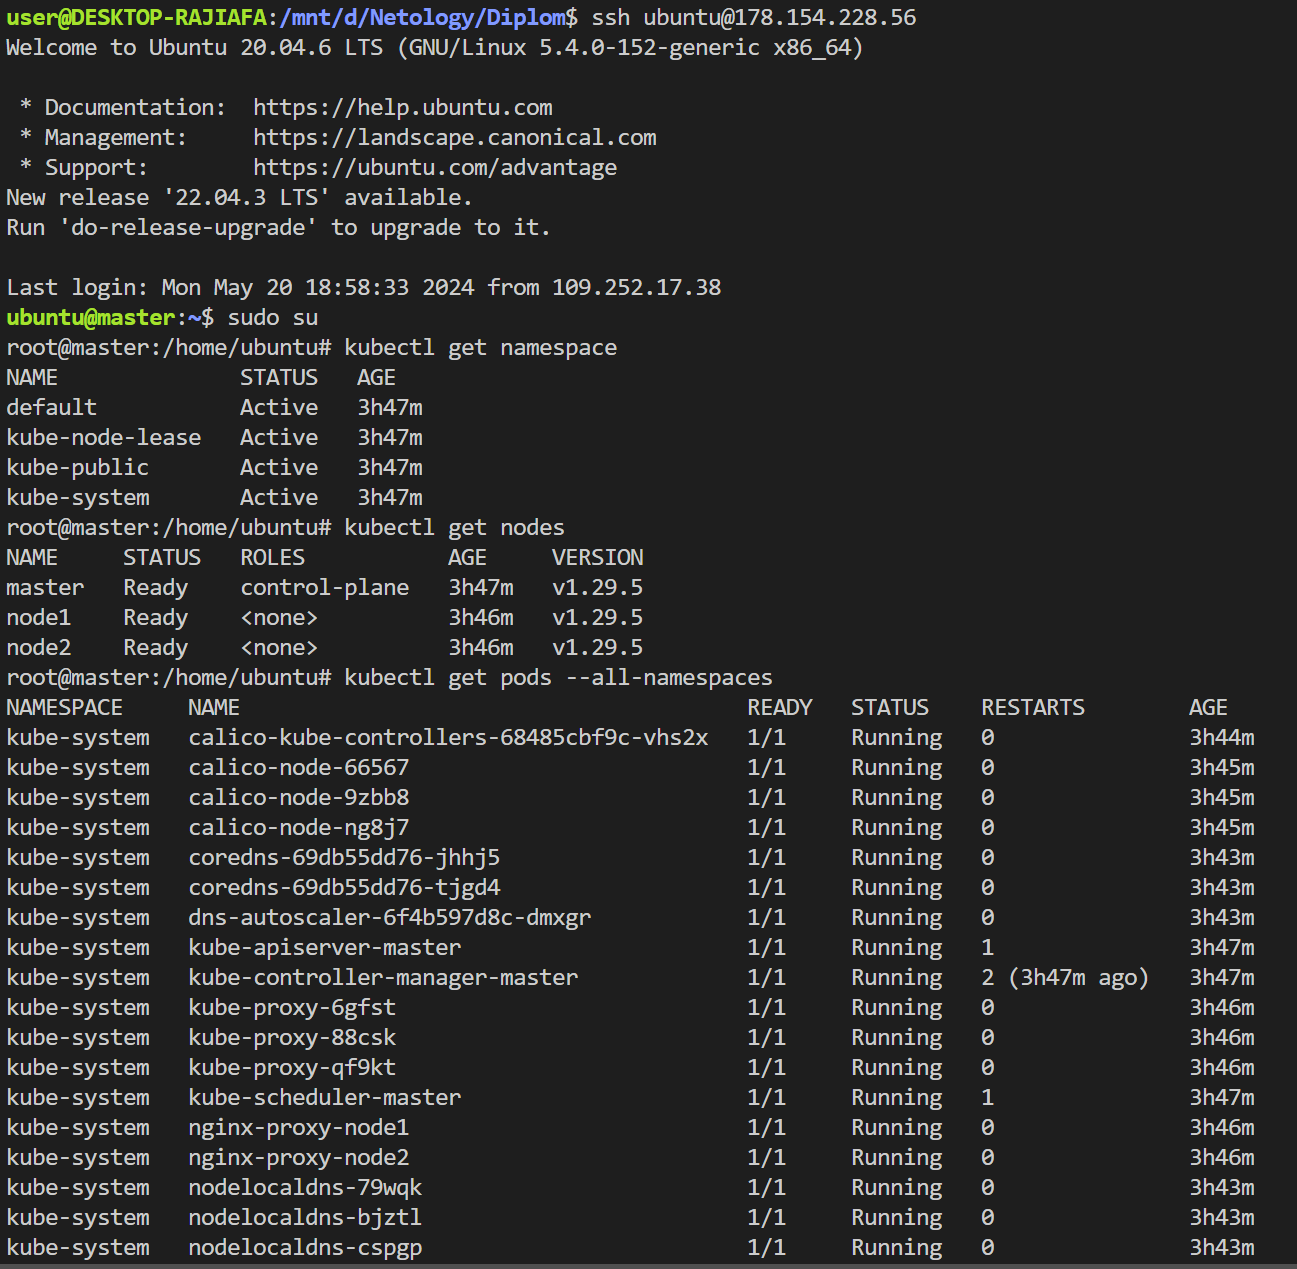 user@DESKTOP-RAJIAFA:/mnt/d/Netology/Diplom$ ssh ubuntu@178.154.228.56
Welcome to Ubuntu 20.04.6 LTS (GNU/Linux 5.4.0-152-generic x86_64)
 * Documentation:  https://help.ubuntu.com
 * Management:     https://landscape.canonical.com
 * Support:        https://ubuntu.com/advantage
New release '22.04.3 LTS' available.
Run 'do-release-upgrade' to upgrade to it.
Last login: Mon May 20 18:58:33 2024 from 109.252.17.38
ubuntu@master:~$ sudo su
root@master:/home/ubuntu# kubectl get namespace
NAME              STATUS   AGE
default           Active   3h47m
kube-node-lease   Active   3h47m
kube-public       Active   3h47m
kube-system       Active   3h47m
root@master:/home/ubuntu# kubectl get nodes
NAME     STATUS   ROLES           AGE     VERSION
master   Ready    control-plane   3h47m   v1.29.5
node1    Ready    <none>          3h46m   v1.29.5
node2    Ready    <none>          3h46m   v1.29.5
root@master:/home/ubuntu# kubectl get pods --all-namespaces
NAMESPACE     NAME                                       READY   STATUS    RESTARTS        AGE
kube-system   calico-kube-controllers-68485cbf9c-vhs2x   1/1     Running   0               3h44m
kube-system   calico-node-66567                          1/1     Running   0               3h45m
kube-system   calico-node-9zbb8                          1/1     Running   0               3h45m
kube-system   calico-node-ng8j7                          1/1     Running   0               3h45m
kube-system   coredns-69db55dd76-jhhj5                   1/1     Running   0               3h43m
kube-system   coredns-69db55dd76-tjgd4                   1/1     Running   0               3h43m
kube-system   dns-autoscaler-6f4b597d8c-dmxgr            1/1     Running   0               3h43m
kube-system   kube-apiserver-master                      1/1     Running   1               3h47m
kube-system   kube-controller-manager-master             1/1     Running   2 (3h47m ago)   3h47m
kube-system   kube-proxy-6gfst                           1/1     Running   0               3h46m
kube-system   kube-proxy-88csk                           1/1     Running   0               3h46m
kube-system   kube-proxy-qf9kt                           1/1     Running   0               3h46m
kube-system   kube-scheduler-master                      1/1     Running   1               3h47m
kube-system   nginx-proxy-node1                          1/1     Running   0               3h46m
kube-system   nginx-proxy-node2                          1/1     Running   0               3h46m
kube-system   nodelocaldns-79wqk                         1/1     Running   0               3h43m
kube-system   nodelocaldns-bjztl                         1/1     Running   0               3h43m
kube-system   nodelocaldns-cspgp                         1/1     Running   0               3h43m